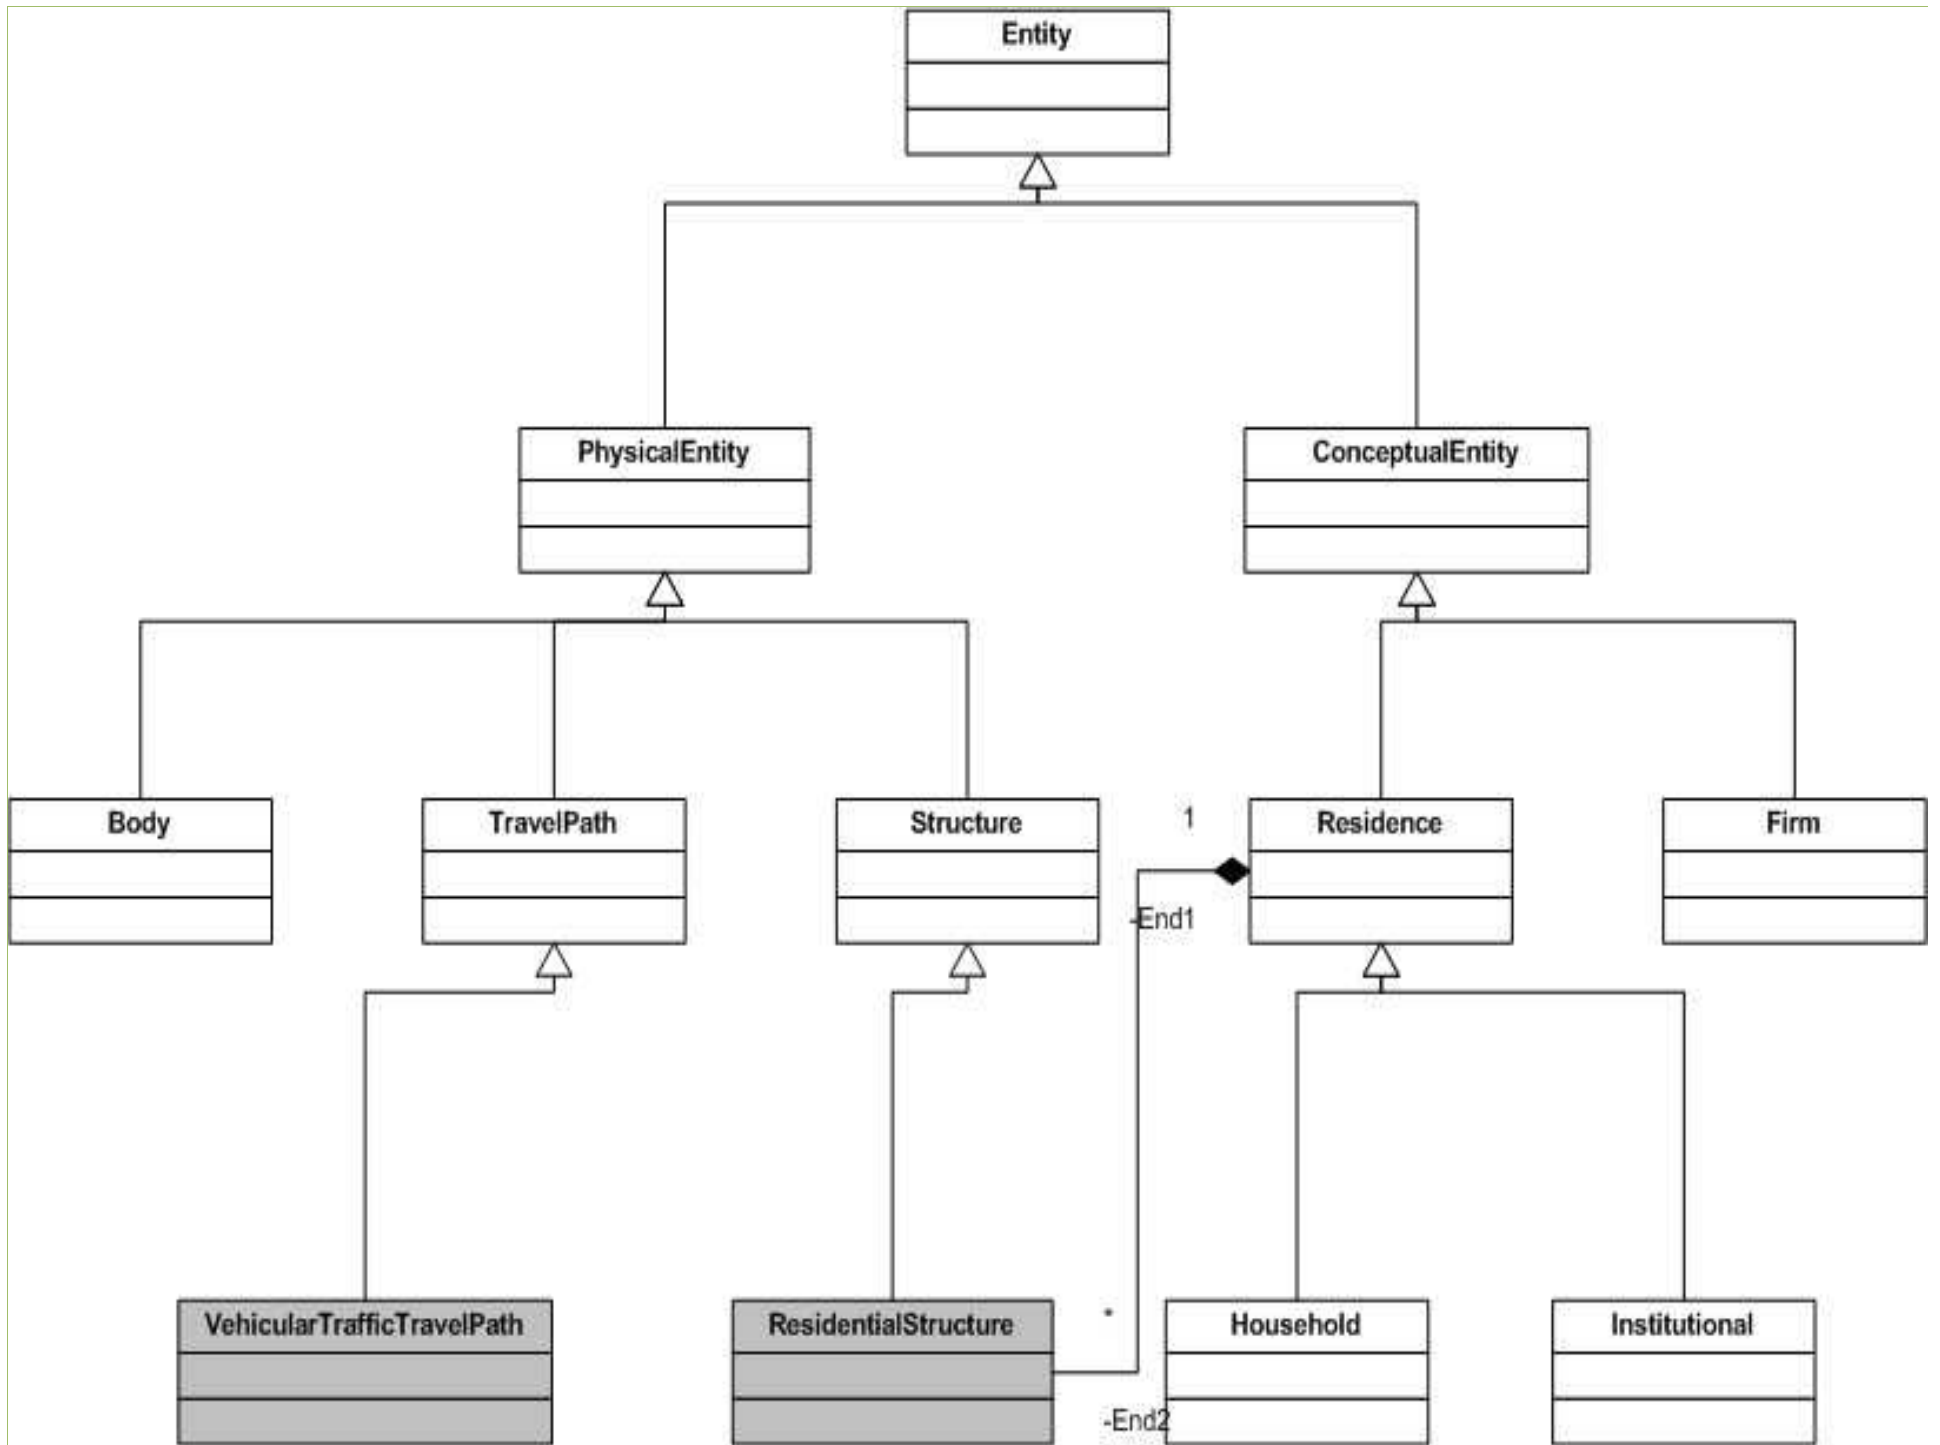 Entity
PhysicalEntity
ConceptualEntity
Body
TravelPath
Structure
1
Residence
Firm
-End1
VehicularTrafficTravelPath
ResidentialStructure
*
Household
Institutional
-End2